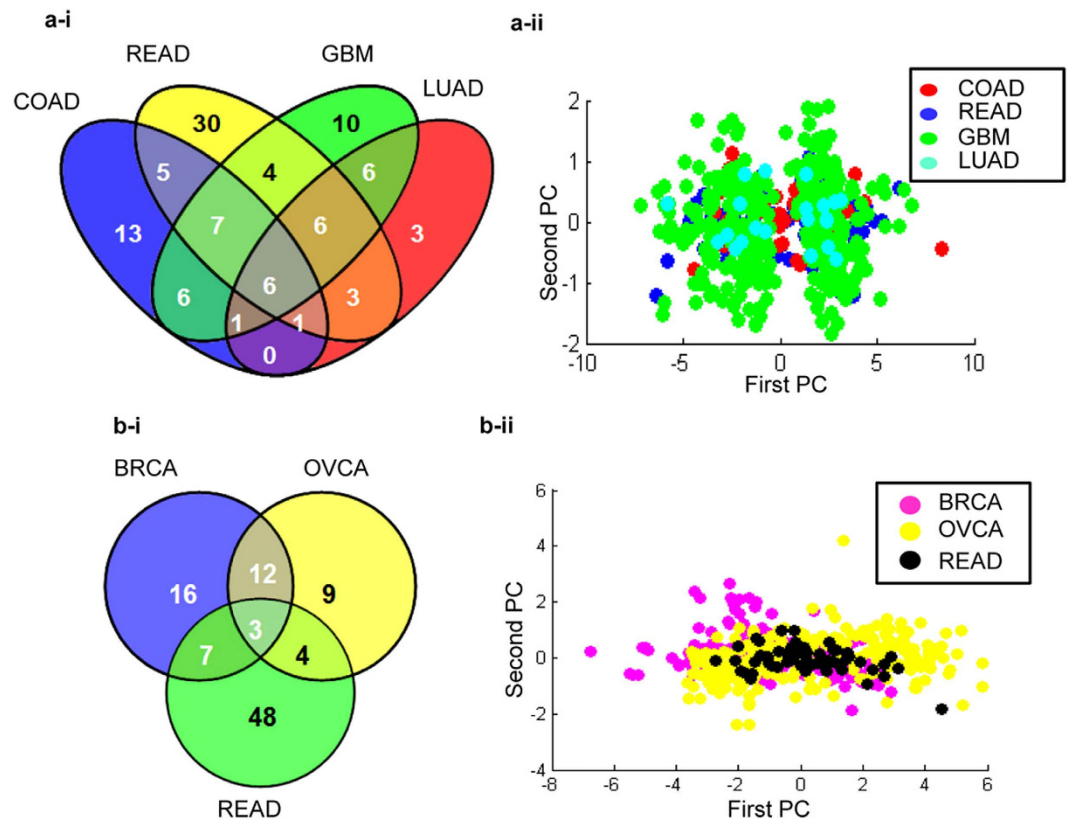 a-i
READ
GBM
COAD
LUAD
30
10
5
4
6
13
7
6
3
6
6
3
1
1
0
a-ii
COAD
READ
GBM
LUAD
2
1
0
-1
-2
Second PC
-10
-5
0
5
10
First PC
b-i
BRCA
OVCA
12
16
9
3
7
4
48
READ
b-ii
BRCA
OVCA
READ
6
4
2
0
-2
-4
Second PC
-8
-6
-4
-2
0
2
4
6
First PC